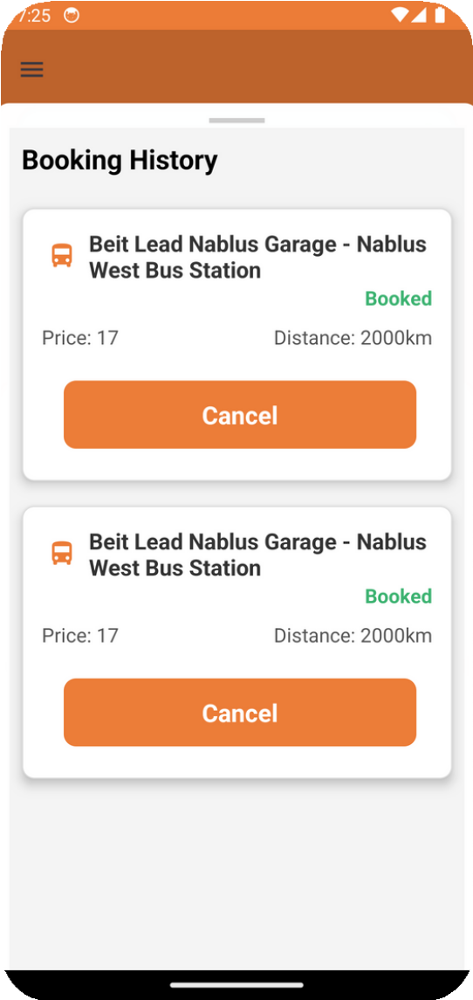 7:25
Booking History
Beit Lead Nablus Garage - Nablus
West Bus Station
Booked
Price: 17 Distance: 2000km
Cancel
Beit Lead Nablus Garage - Nablus
West Bus Station
Booked
Price: 17 Distance: 2000km
Cancel